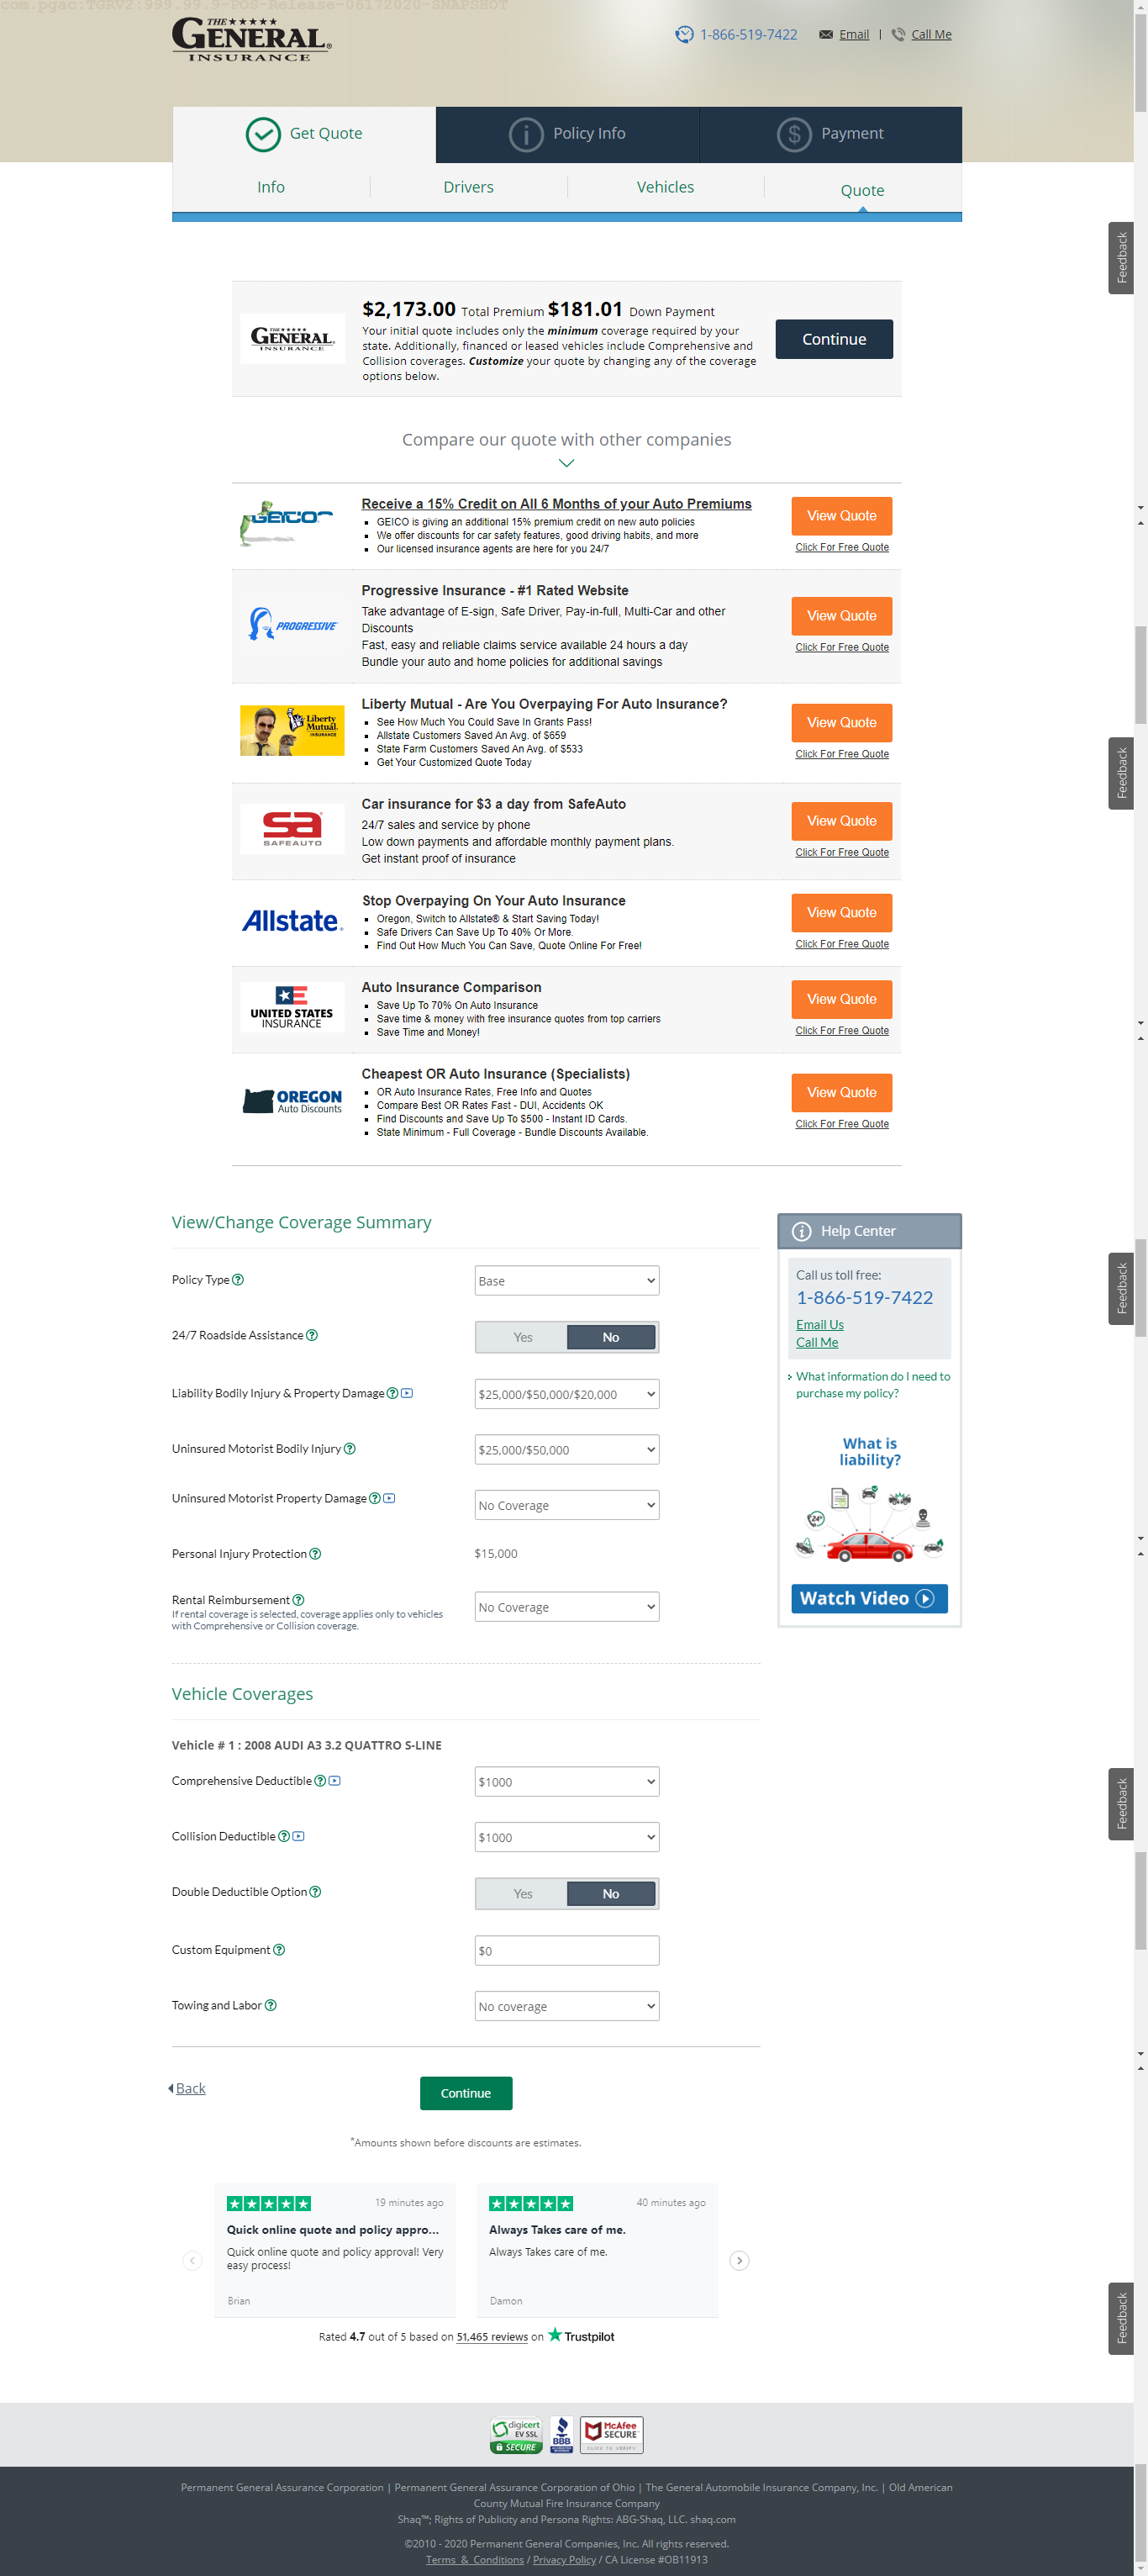 com.pgac:TGRV2:999.99.9-POS-Release-06172020-SNAPSHOT
THE
GENERAL
INSURANCE
1-866-519-7422 Email | Call Me
Get Quote Policy Info Payment
Info Drivers Vehicles Quote
Feedback
$2,173.00 Total Premium $181.01 Down Payment
THE
GENERAL
INSURANCE
Your initial quote includes only the minimum coverage required by your
state. Additionally, financed or leased vehicles include Comprehensive and
Collision coverages. Customize your quote by changing any of the coverage
options below.
Continue
Compare our quote with other companies
GEICO
Receive a 15% Credit on All 6 Months of your Auto Premiums
GEICO is giving an additional 15% premium credit on new auto policies
We offer discounts for car safety features, good driving habits, and more
Our licensed insurance agents are here for you 24/7
View Quote
Click For Free Quote
PROGRESSIVE
Progressive Insurance - #1 Rated Website
Take advantage of E-sign, Safe Driver, Pay-in-full, Multi-Car and other
Discounts
Fast, easy and reliable claims service available 24 hours a day
Bundle your auto and home policies for additional savings
View Quote
Click For Free Quote
Liberty
Mutual.
INSURANCE
Liberty Mutual - Are You Overpaying For Auto Insurance?
See How Much You Could Save In Grants Pass!
Allstate Customers Saved An Avg. of $659
State Farm Customers Saved An Avg. of $533
Get Your Customized Quote Today
View Quote
Click For Free Quote
Feedback
sa
SAFEAUTO
Car insurance for $3 a day from SafeAuto
24/7 sales and service by phone
Low down payments and affordable monthly payment plans.
Get instant proof of insurance
View Quote
Click For Free Quote
Allstate
Stop Overpaying On Your Auto Insurance
Oregon, Switch to Allstate® & Start Saving Today!
Safe Drivers Can Save Up To 40% Or More.
Find Out How Much You Can Save, Quote Online For Free!
View Quote
Click For Free Quote
UNITED STATES
INSURANCE
Auto Insurance Comparison
Save Up To 70% On Auto Insurance
Save time & money with free insurance quotes from top carriers
Save Time and Money!
View Quote
Click For Free Quote
OREGON
Auto Discounts
Cheapest OR Auto Insurance (Specialists)
OR Auto Insurance Rates, Free Info and Quotes
Compare Best OR Rates Fast - DUI, Accidents OK
Find Discounts and Save Up To $500 - Instant ID Cards.
State Minimum - Full Coverage - Bundle Discounts Available.
View Quote
Click For Free Quote
View/Change Coverage Summary
Policy Type Base
24/7 Roadside Assistance Yes No
Liability Bodily Injury & Property Damage $25,000/$50,000/$20,000
Uninsured Motorist Bodily Injury $25,000/$50,000
Uninsured Motorist Property Damage No Coverage
Personal Injury Protection $15,000
Rental Reimbursement No Coverage
If rental coverage is selected, coverage applies only to vehicles
with Comprehensive or Collision coverage.
Help Center
Call us toll free:
1-866-519-7422
Email Us
Call Me
What information do I need to
purchase my policy?
What is
liability?
24
Watch Video
Feedback
Vehicle Coverages
Vehicle # 1 : 2008 AUDI A3 3.2 QUATTRO S-LINE
Comprehensive Deductible $1000
Collision Deductible $1000
Double Deductible Option Yes No
Custom Equipment $0
Towing and Labor No coverage
Feedback
Back Continue
*Amounts shown before discounts are estimates.
19 minutes ago
Quick online quote and policy appro...
Quick online quote and policy approval! Very
easy process!
Brian
40 minutes ago
Always Takes care of me.
Always Takes care of me.
Damon
Rated 4.7 out of 5 based on 51,465 reviews on Trustpilot
Feedback
digicert
EV SSL
SECURE
BBB
McAfee
SECURE
CLICK TO VERIFY
Permanent General Assurance Corporation | Permanent General Assurance Corporation of Ohio | The General Automobile Insurance Company, Inc. | Old American
County Mutual Fire Insurance Company
Shaq™; Rights of Publicity and Persona Rights: ABG-Shaq, LLC. shaq.com
©2010 - 2020 Permanent General Companies, Inc. All rights reserved.
Terms & Conditions / Privacy Policy / CA License #OB11913